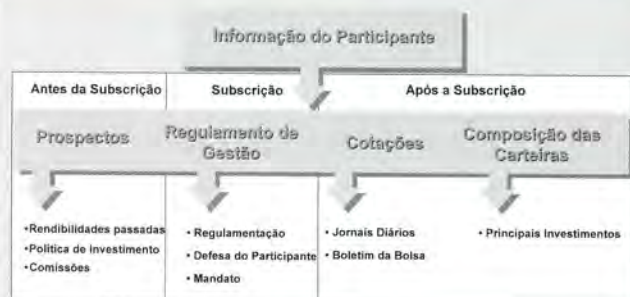 Informação do Participante
Antes da Subscrição
Subscrição
Após a Subscrição
Prospectos
Regulamento de
Gestão
Cotações
Composição das
Carteiras
•Rendibilidades passadas
•Política de investimento
•Comissões
• Regulamentação
• Defesa do Participante
• Mandato
• Jornais Diários
• Boletim da Bolsa
• Principais Investimentos